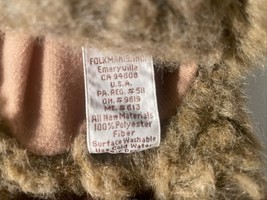 FOLKMANIS, INC.
Emeryville
CA 94608
U.S.A.
PA. REG. # 58
OH. # 9619
ME. # 613
All New Materials
100% Polyester
Fiber
Surface Washable
Use Cold Water